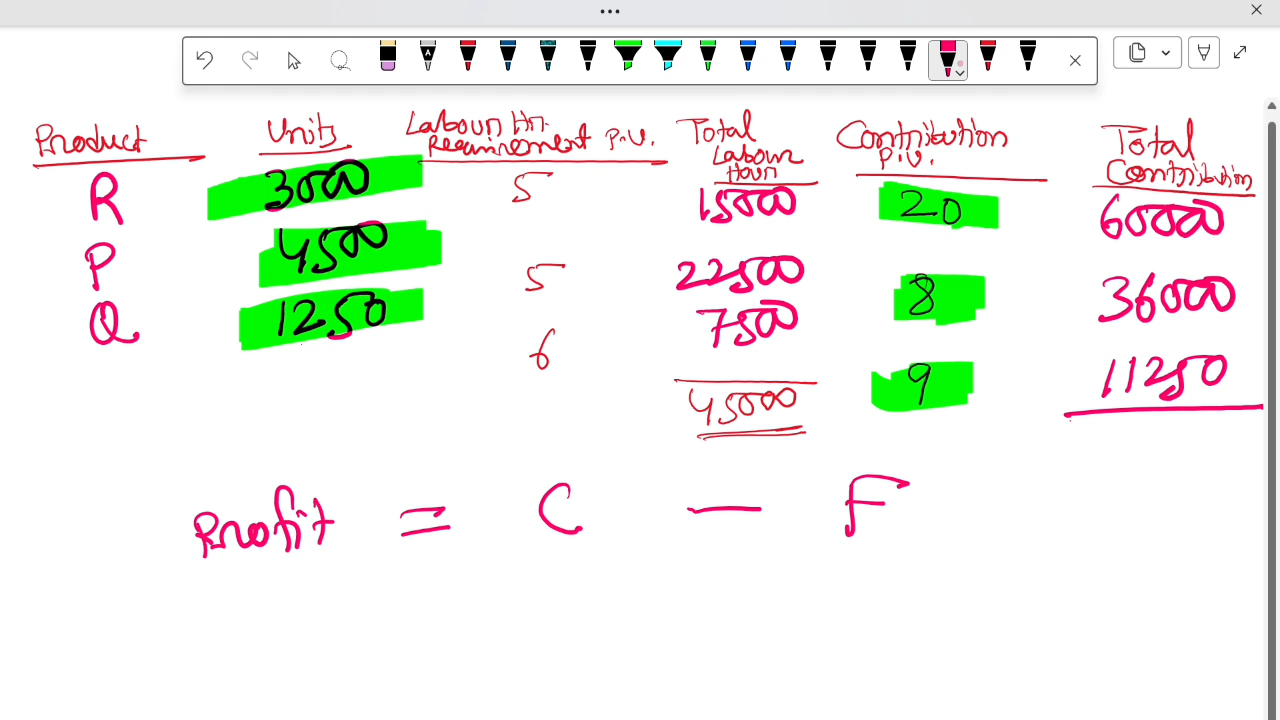 Product Units Labour Hr. Requirement P.U. Total Labour Hour Contribution P.U. Total Contribution
R 3000 5 15000 20 60000
P 4500 5 22500 8 36000
Q 1250 6 7500 9 11250
45000
Profit = C — F